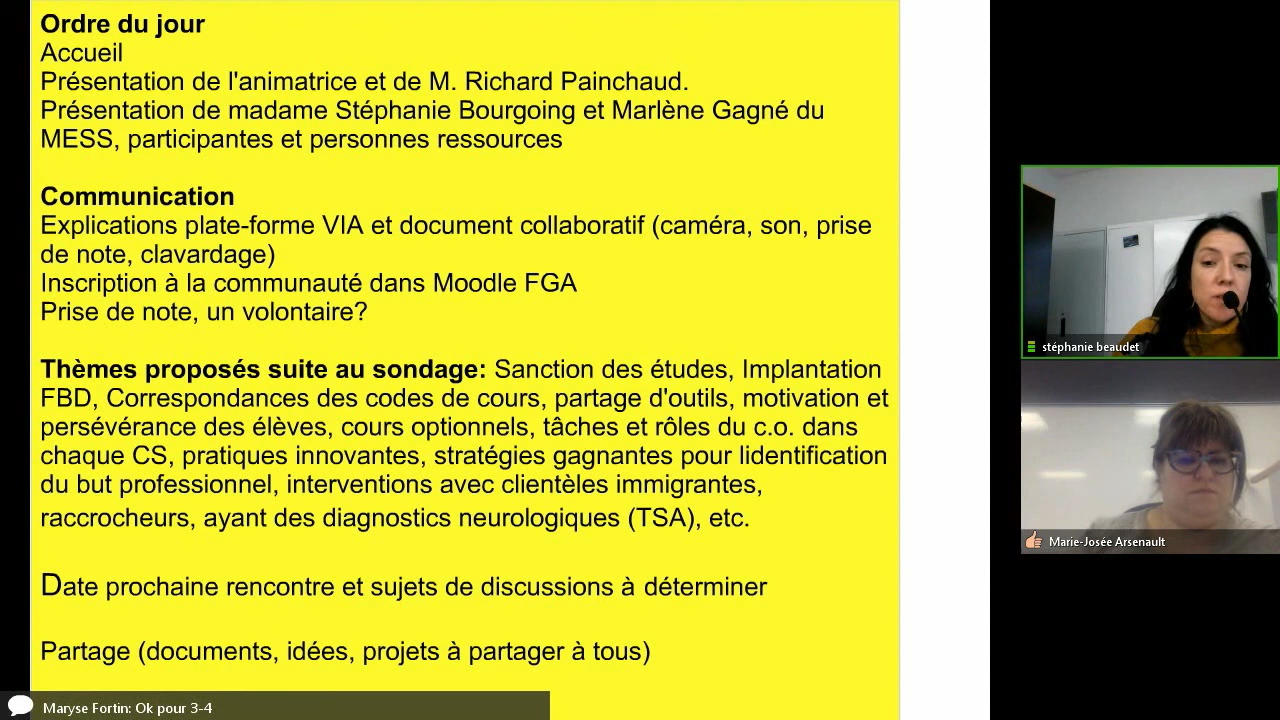 Ordre du jour
Accueil
Présentation de l'animatrice et de M. Richard Painchaud.
Présentation de madame Stéphanie Bourgoing et Marlène Gagné du
MESS, participantes et personnes ressources
Communication
Explications plate-forme VIA et document collaboratif (caméra, son, prise
de note, clavardage)
Inscription à la communauté dans Moodle FGA
Prise de note, un volontaire?
Thèmes proposés suite au sondage: Sanction des études, Implantation
FBD, Correspondances des codes de cours, partage d'outils, motivation et
persévérance des élèves, cours optionnels, tâches et rôles du c.o. dans
chaque CS, pratiques innovantes, stratégies gagnantes pour lidentification
du but professionnel, interventions avec clientèles immigrantes,
raccrocheurs, ayant des diagnostics neurologiques (TSA), etc.
Date prochaine rencontre et sujets de discussions à déterminer
Partage (documents, idées, projets à partager à tous)
Maryse Fortin: Ok pour 3-4
stéphanie beaudet
Marie-Josée Arsenault